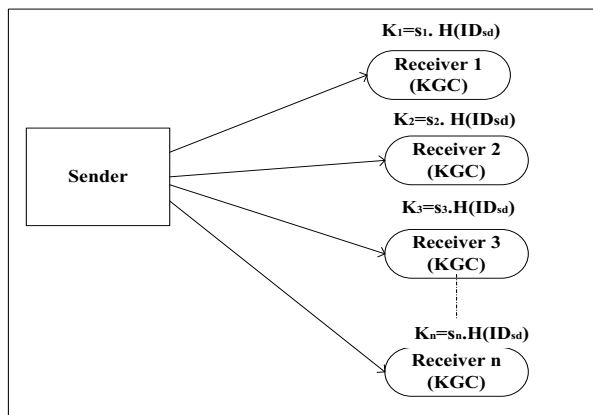 K₁=s₁. H(IDsd)
Receiver 1
(KGC)
K₂=s₂. H(IDsd)
Receiver 2
(KGC)
Sender
K₃=s₃.H(IDsd)
Receiver 3
(KGC)
Kn=sn.H(IDsd)
Receiver n
(KGC)